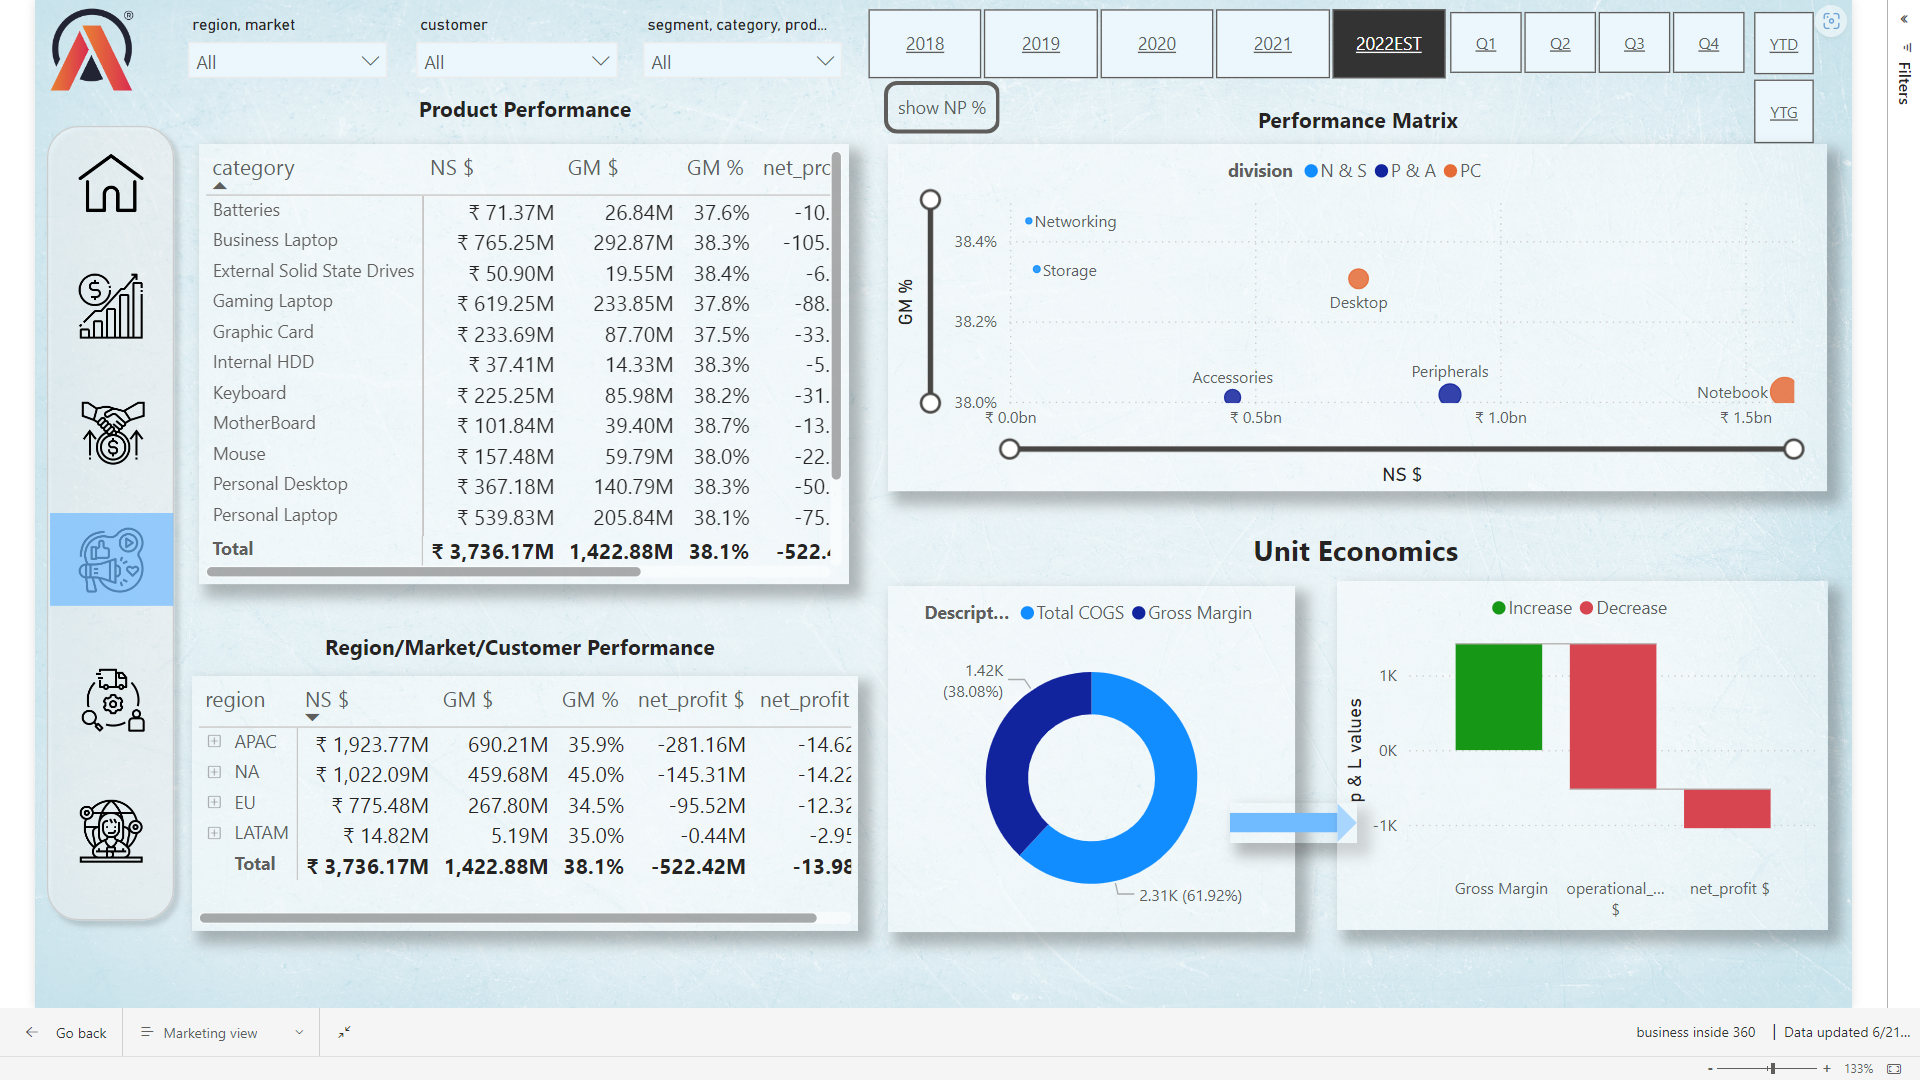 region, market
customer
segment, category, prod...
All
All
All
2018
2019
2020
2021
2022EST
Q1
Q2
Q3
Q4
YTD
YTG
« Filters
Product Performance
category NS $ GM $ GM % net_prc
Batteries ₹ 71.37M 26.84M 37.6% -10.
Business Laptop ₹ 765.25M 292.87M 38.3% -105.
External Solid State Drives ₹ 50.90M 19.55M 38.4% -6.
Gaming Laptop ₹ 619.25M 233.85M 37.8% -88.
Graphic Card ₹ 233.69M 87.70M 37.5% -33.
Internal HDD ₹ 37.41M 14.33M 38.3% -5.
Keyboard ₹ 225.25M 85.98M 38.2% -31.
MotherBoard ₹ 101.84M 39.40M 38.7% -13.
Mouse ₹ 157.48M 59.79M 38.0% -22.
Personal Desktop ₹ 367.18M 140.79M 38.3% -50.
Personal Laptop ₹ 539.83M 205.84M 38.1% -75.
Total ₹ 3,736.17M 1,422.88M 38.1% -522.4
show NP %
Performance Matrix
division N & S P & A PC
GM %
38.4%
38.2%
38.0%
Networking
Storage
Desktop
Accessories
Peripherals
Notebook
₹ 0.0bn ₹ 0.5bn ₹ 1.0bn ₹ 1.5bn
NS $
Region/Market/Customer Performance
region NS $ GM $ GM % net_profit $ net_profit
APAC ₹ 1,923.77M 690.21M 35.9% -281.16M -14.62
NA ₹ 1,022.09M 459.68M 45.0% -145.31M -14.22
EU ₹ 775.48M 267.80M 34.5% -95.52M -12.32
LATAM ₹ 14.82M 5.19M 35.0% -0.44M -2.95
Total ₹ 3,736.17M 1,422.88M 38.1% -522.42M -13.98
Unit Economics
Descript... Total COGS Gross Margin
1.42K
(38.08%)
2.31K (61.92%)
Increase Decrease
p & L values
1K
0K
-1K
Gross Margin operational_... net_profit $
$
Go back
Marketing view
business inside 360 | Data updated 6/21...
- + 133%